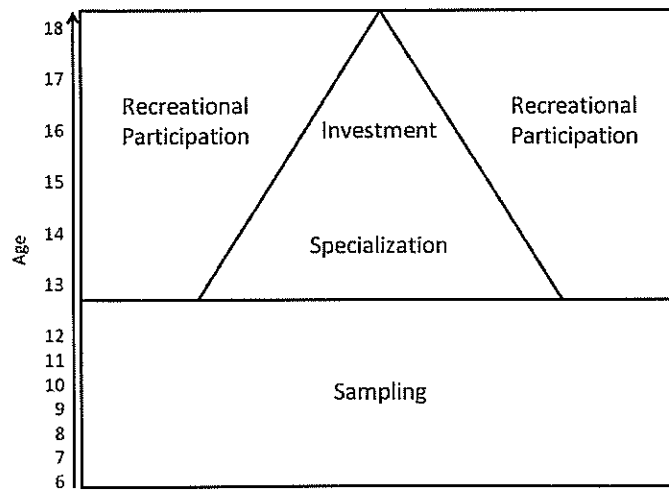 18
17
Recreational
Participation
Recreational
Participation
16
Investment
15
14
Specialization
13
Age
12
11
10
Sampling
9
8
7
6